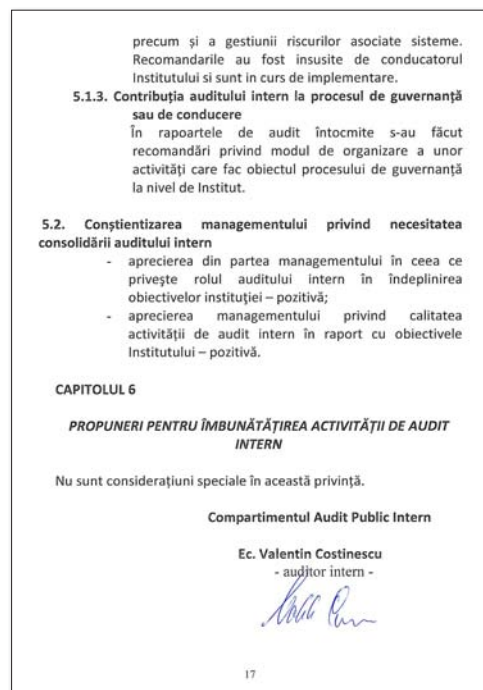 precum și a gestiunii riscurilor asociate sisteme.
Recomandarile au fost insusite de conducatorul
Institutului si sunt in curs de implementare.
5.1.3. Contribuția auditului intern la procesul de guvernanță
sau de conducere
În rapoartele de audit întocmite s-au făcut
recomandări privind modul de organizare a unor
activități care fac obiectul procesului de guvernanță
la nivel de Institut.
5.2. Conștientizarea managementului privind necesitatea
consolidării auditului intern
- aprecierea din partea managementului în ceea ce
privește rolul auditului intern în îndeplinirea
obiectivelor instituției – pozitivă;
- aprecierea managementului privind calitatea
activității de audit intern în raport cu obiectivele
Institutului – pozitivă.
CAPITOLUL 6
PROPUNERI PENTRU ÎMBUNĂTĂȚIREA ACTIVITĂȚII DE AUDIT
INTERN
Nu sunt considerațiuni speciale în această privință.
Compartimentul Audit Public Intern
Ec. Valentin Costinescu
- auditor intern -
17